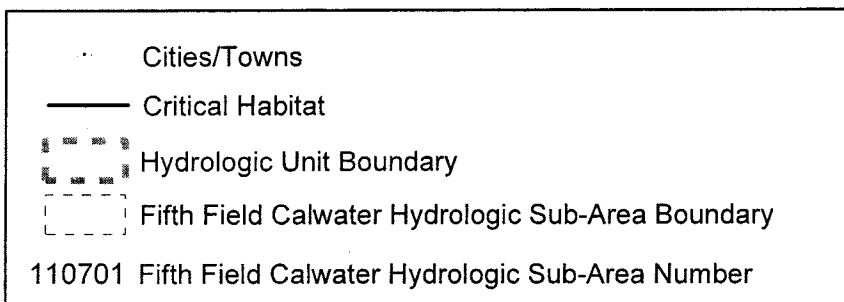 Cities/Towns
Critical Habitat
Hydrologic Unit Boundary
Fifth Field Calwater Hydrologic Sub-Area Boundary
110701 Fifth Field Calwater Hydrologic Sub-Area Number